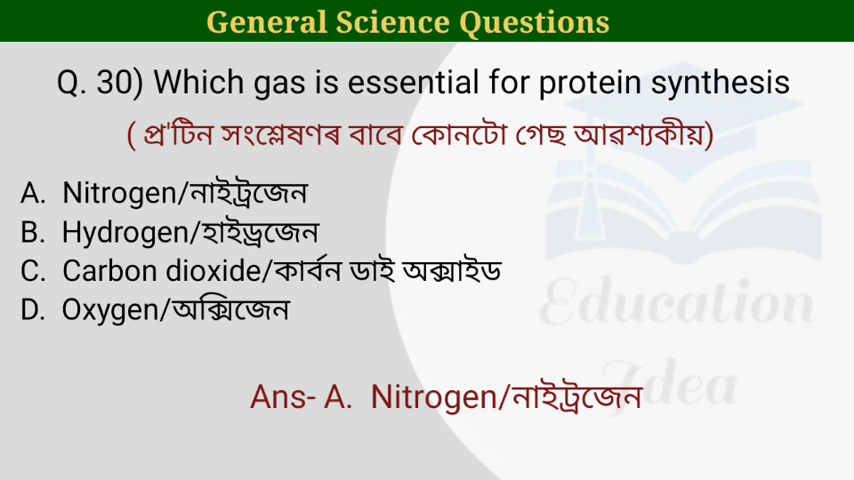 General Science Questions
Q. 30) Which gas is essential for protein synthesis
( প্ৰ'টিন সংশ্লেষণৰ বাবে কোনটো গেছ আৱশ্যকীয়)
A. Nitrogen/নাইট্ৰজেন
B. Hydrogen/হাইড্ৰজেন
C. Carbon dioxide/কাৰ্বন ডাই অক্সাইড
D. Oxygen/অক্সিজেন
Education
Idea
Ans- A. Nitrogen/নাইট্ৰজেন